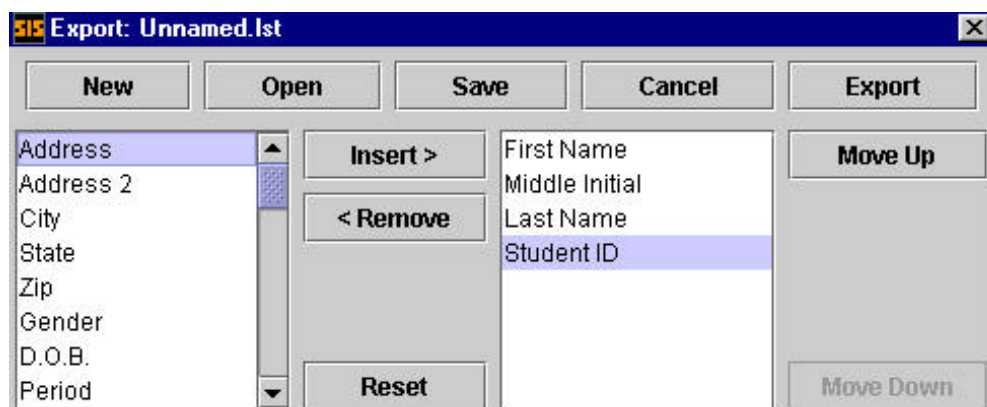 SIS Export: Unnamed.lst
New Open Save Cancel Export
Address
Address 2
City
State
Zip
Gender
D.O.B.
Period
Insert >
< Remove
Reset
First Name
Middle Initial
Last Name
Student ID
Move Up
Move Down